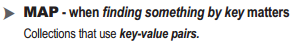 ➤ MAP - when finding something by key matters
Collections that use key-value pairs.